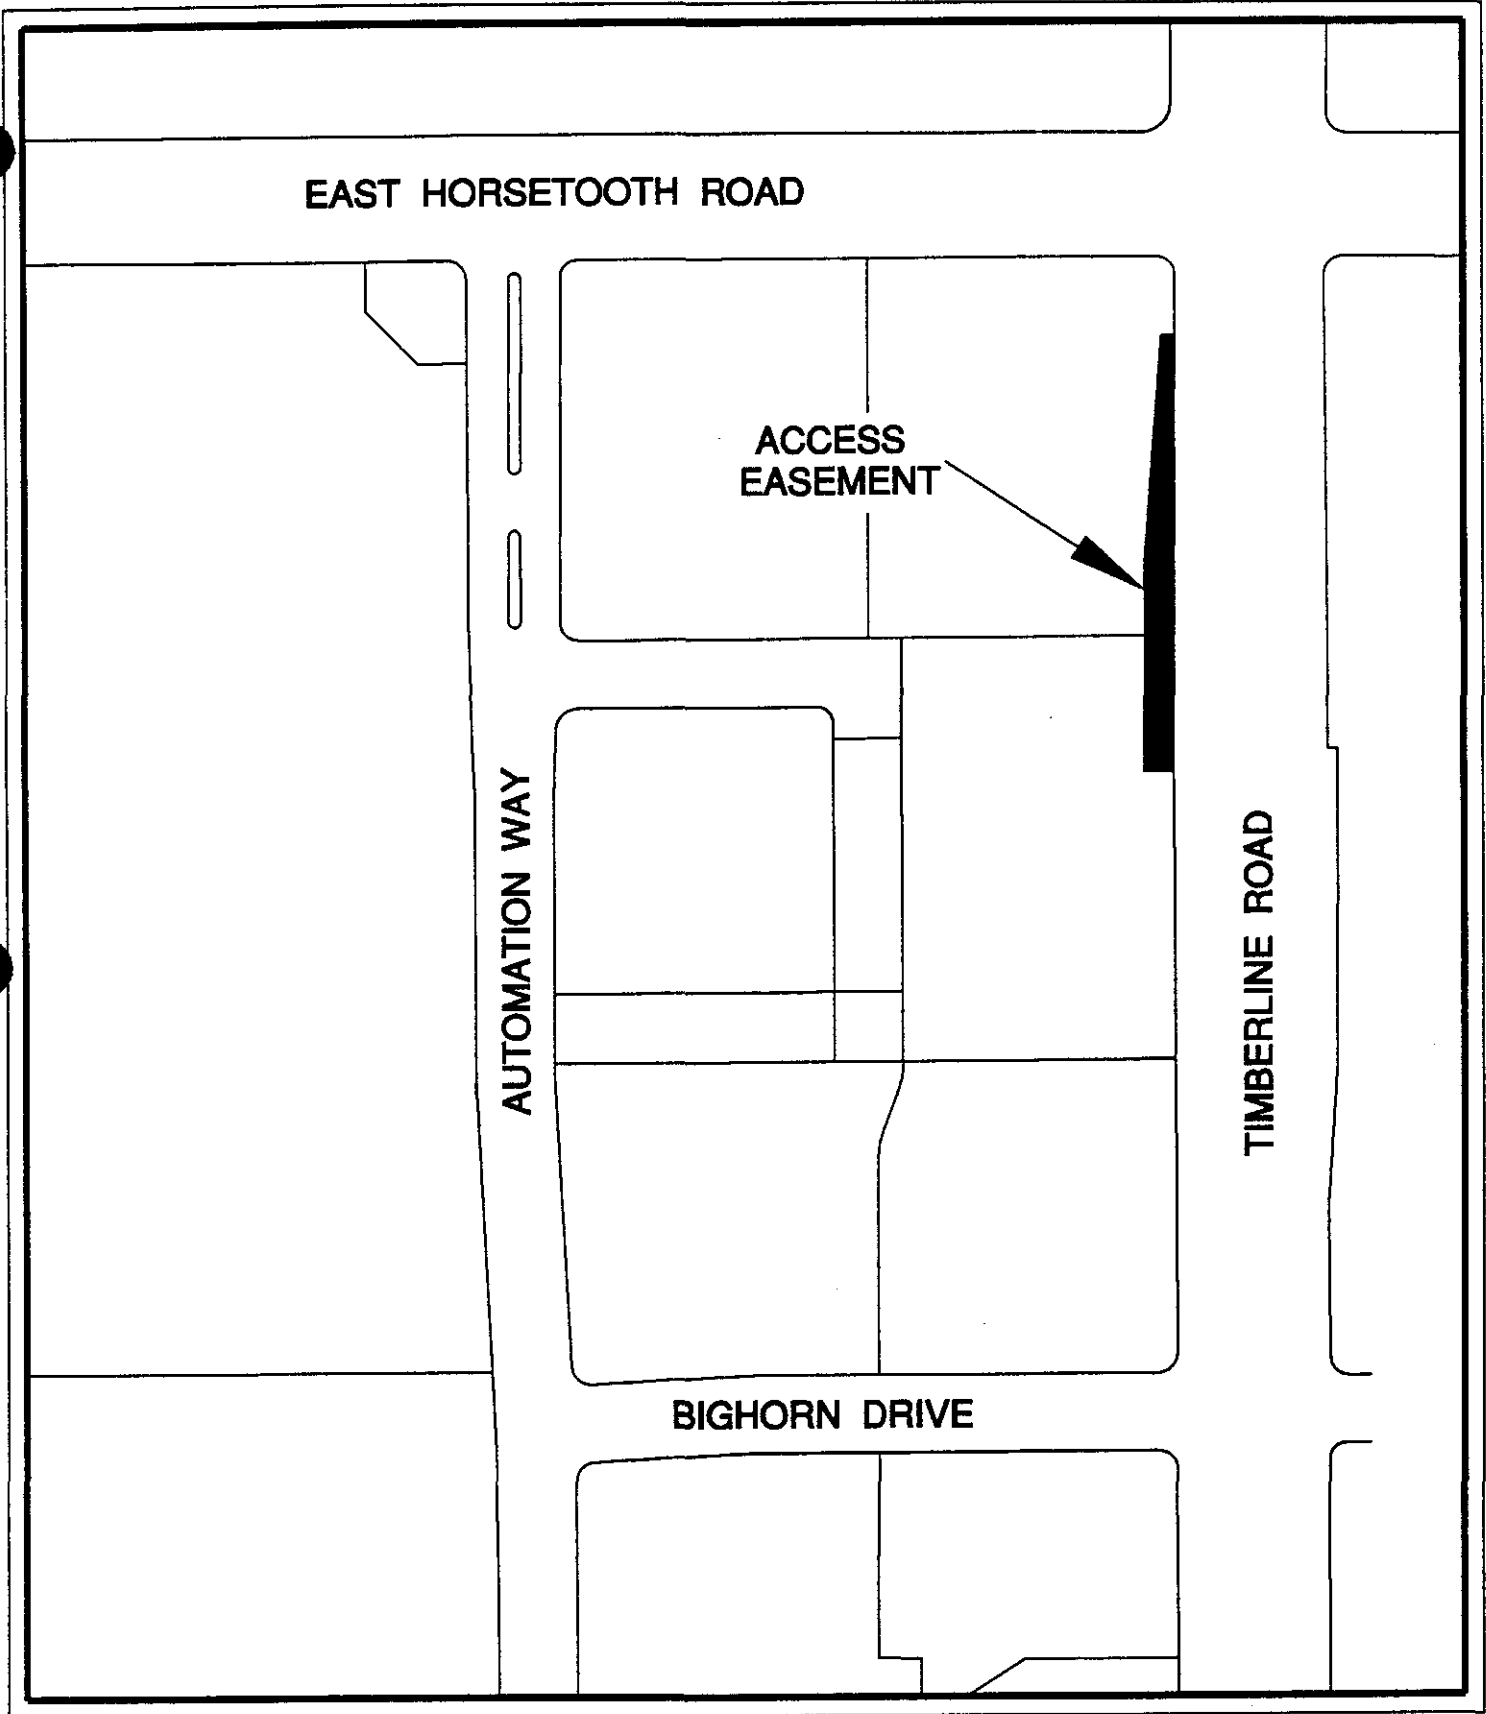 EAST HORSETOOTH ROAD
ACCESS
EASEMENT
AUTOMATION WAY
TIMBERLINE ROAD
BIGHORN DRIVE